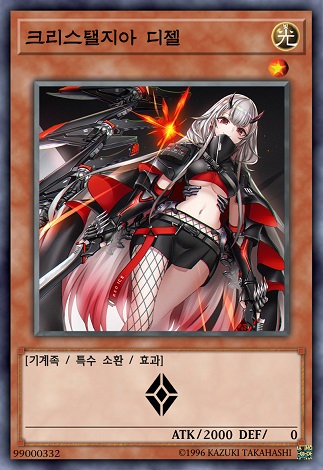 크리스탤지아 디젤
光
[기계족 / 특수 소환 / 효과]
ATK/2000 DEF/ 0
99000332
©1996 KAZUKI TAKAHASHI